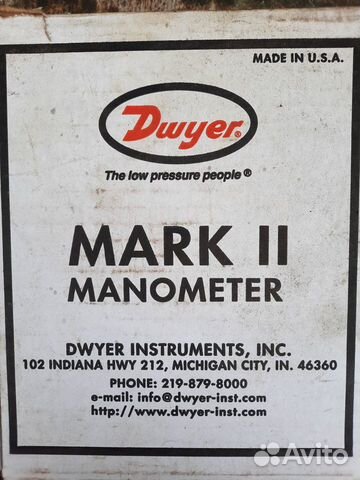 MADE IN U.S.A.
Dwyer®
The low pressure people®
MARK II
MANOMETER
DWYER INSTRUMENTS, INC.
102 INDIANA HWY 212, MICHIGAN CITY, IN. 46360
PHONE: 219-879-8000
e-mail: info@dwyer-inst.com
http://www.dwyer-inst.com
Avito